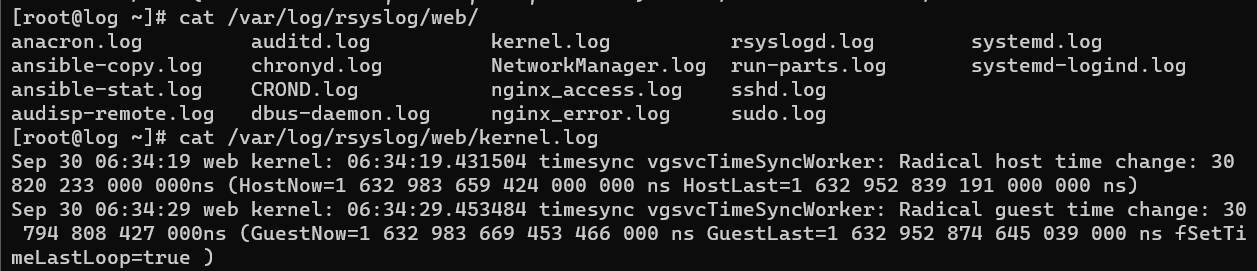 [root@log ~]# cat /var/log/rsyslog/web/
anacron.log         auditd.log          kernel.log          rsyslogd.log        systemd.log
ansible-copy.log    chronyd.log         NetworkManager.log  run-parts.log       systemd-logind.log
ansible-stat.log    CROND.log           nginx_access.log    sshd.log
audisp-remote.log   dbus-daemon.log     nginx_error.log     sudo.log
[root@log ~]# cat /var/log/rsyslog/web/kernel.log
Sep 30 06:34:19 web kernel: 06:34:19.431504 timesync vgsvcTimeSyncWorker: Radical host time change: 30
820 233 000 000ns (HostNow=1 632 983 659 424 000 000 ns HostLast=1 632 952 839 191 000 000 ns)
Sep 30 06:34:29 web kernel: 06:34:29.453484 timesync vgsvcTimeSyncWorker: Radical guest time change: 30
 794 808 427 000ns (GuestNow=1 632 983 669 453 466 000 ns GuestLast=1 632 952 874 645 039 000 ns fSetTi
meLastLoop=true )